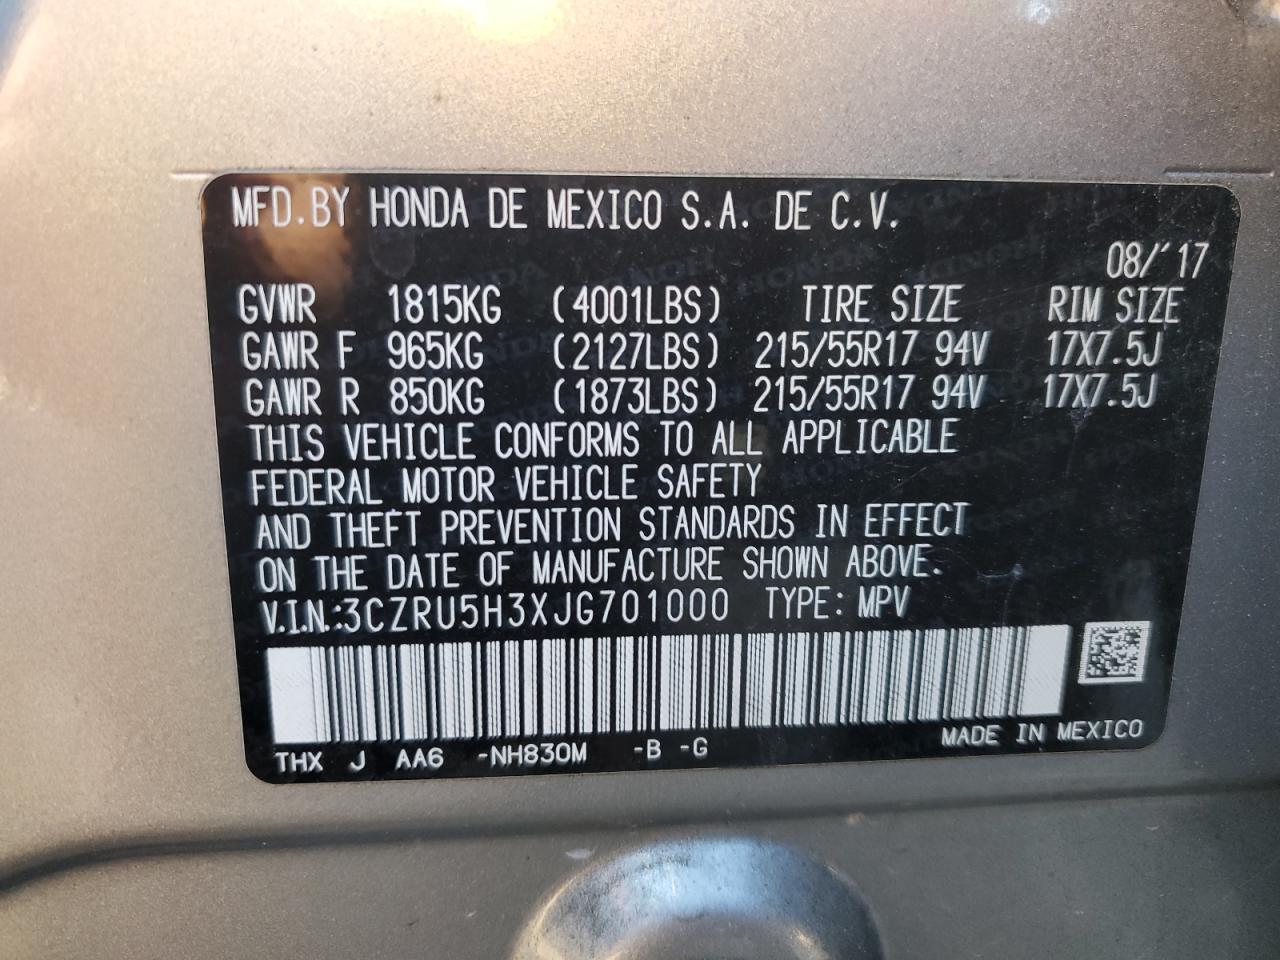 MFD.BY HONDA DE MEXICO S.A. DE C.V.
08/'17
GVWR 1815KG (4001LBS) TIRE SIZE RIM SIZE
GAWR F 965KG (2127LBS) 215/55R17 94V 17X7.5J
GAWR R 850KG (1873LBS) 215/55R17 94V 17X7.5J
THIS VEHICLE CONFORMS TO ALL APPLICABLE
FEDERAL MOTOR VEHICLE SAFETY
AND THEFT PREVENTION STANDARDS IN EFFECT
ON THE DATE OF MANUFACTURE SHOWN ABOVE.
V.I.N.:3CZRU5H3XJG701000 TYPE: MPV
THX J AA6 -NH830M -B -G
MADE IN MEXICO